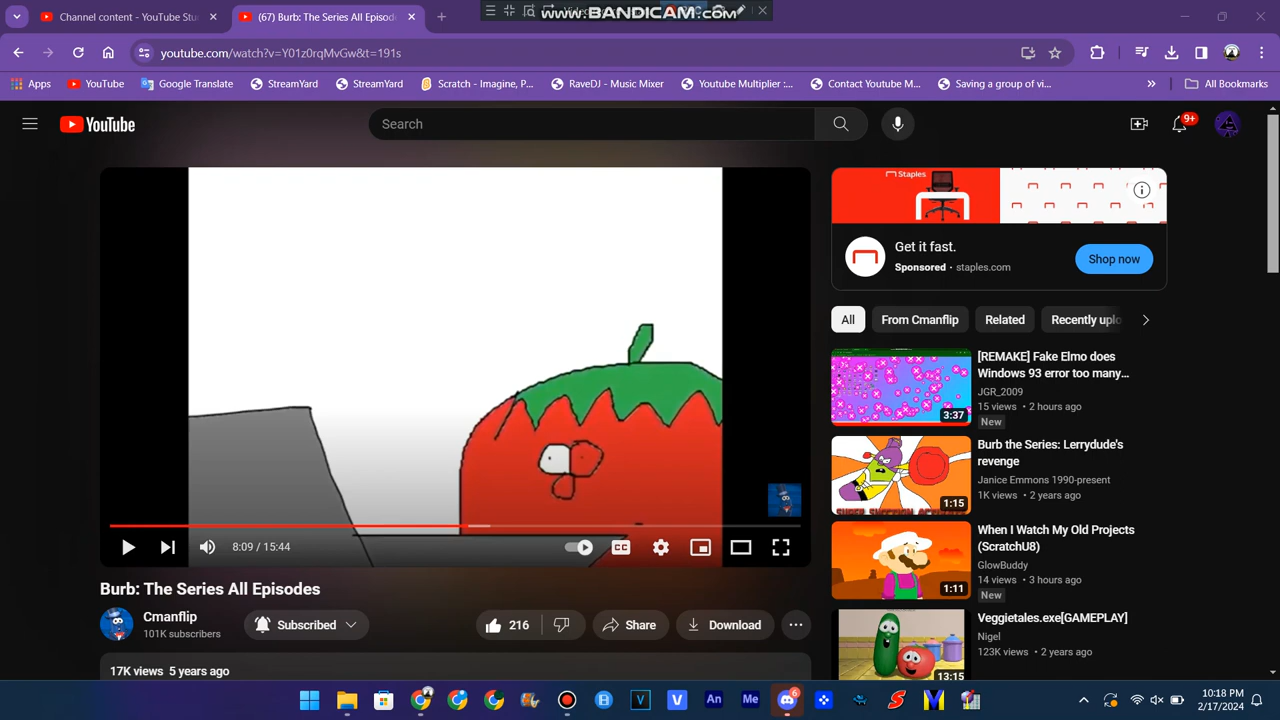 Channel content - YouTube Stu
(67) Burb: The Series All Episod
www.BANDICAM.com
youtube.com/watch?v=Y01z0rqMvGw&t=191s
Apps
YouTube
Google Translate
StreamYard
StreamYard
Scratch - Imagine, P...
RaveDJ - Music Mixer
Youtube Multiplier :...
Contact Youtube M...
Saving a group of vi...
All Bookmarks
YouTube
Search
9+
Staples
Get it fast.
Sponsored · staples.com
Shop now
All
From Cmanflip
Related
Recently uplo
[REMAKE] Fake Elmo does
Windows 93 error too many...
JGR_2009
15 views • 2 hours ago
New
3:37
Burb the Series: Lerrydude's
revenge
Janice Emmons 1990-present
1K views • 2 years ago
1:15
When I Watch My Old Projects
(ScratchU8)
GlowBuddy
14 views • 3 hours ago
New
1:11
Veggietales.exe[GAMEPLAY]
Nigel
123K views • 2 years ago
13:15
8:09 / 15:44
CC
Burb: The Series All Episodes
Cmanflip
101K subscribers
Subscribed
216
Share
Download
17K views 5 years ago
An
Me
6
10:18 PM
2/17/2024